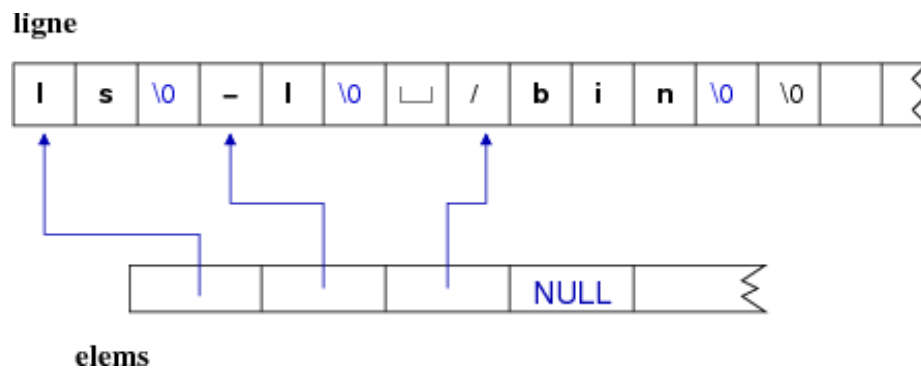 ligne
l s \0 – l \0 ␣ / b i n \0 \0
NULL
elems